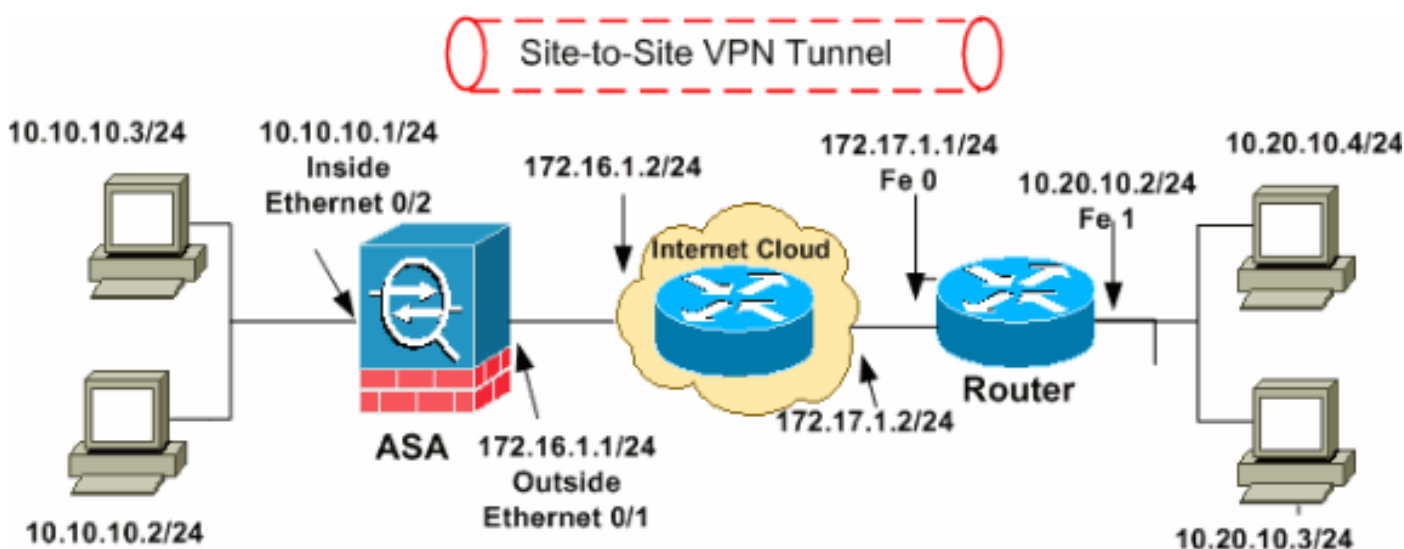 Site-to-Site VPN Tunnel
10.10.10.3/24
10.10.10.1/24
Inside
Ethernet 0/2
172.16.1.2/24
172.17.1.1/24
Fe 0
10.20.10.2/24
Fe 1
10.20.10.4/24
Internet Cloud
ASA
Router
172.16.1.1/24
Outside
Ethernet 0/1
172.17.1.2/24
10.10.10.2/24
10.20.10.3/24